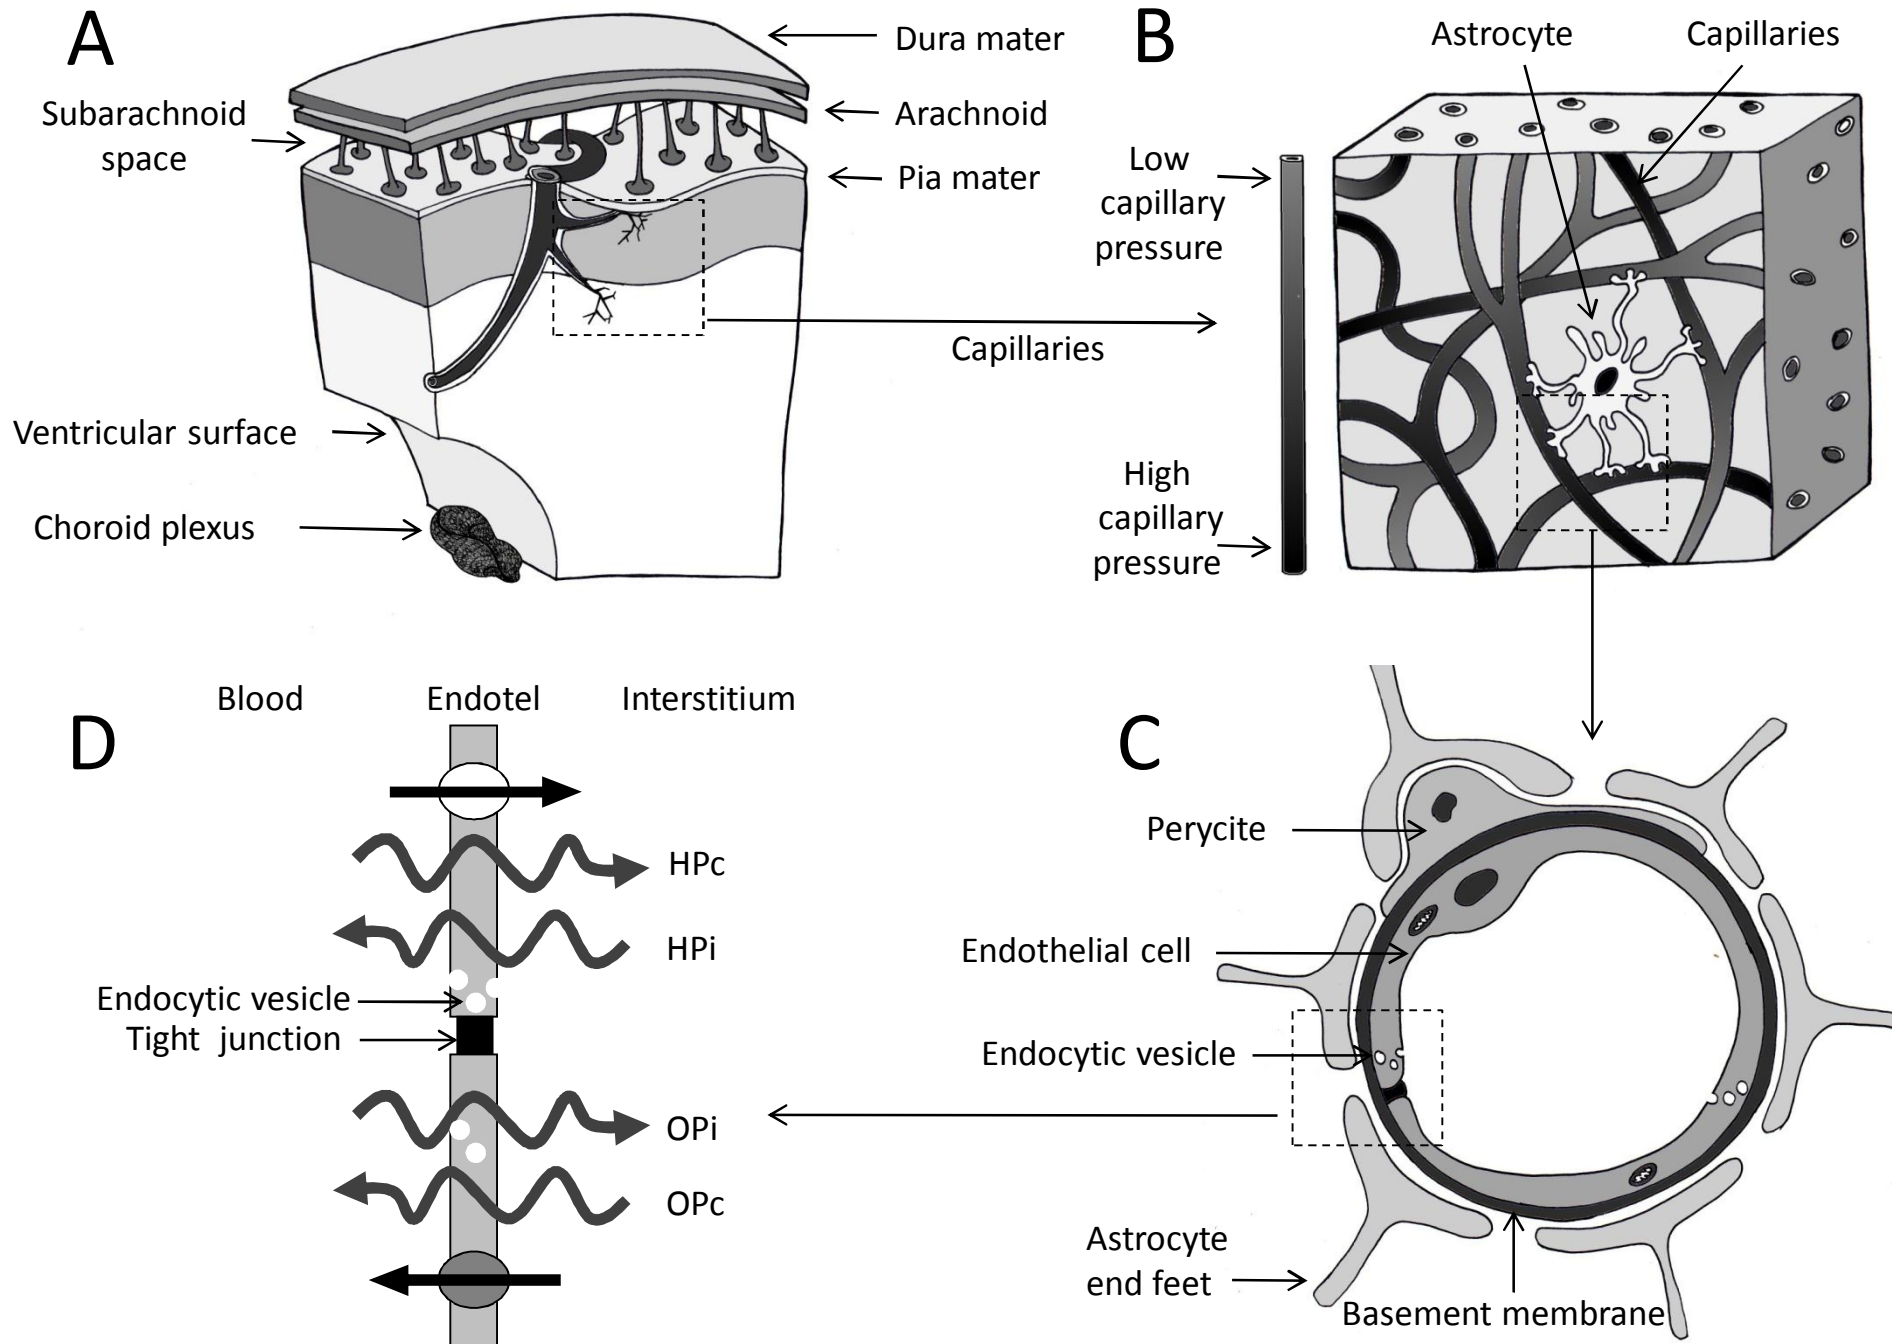 A
Dura mater
Subarachnoid
space
Arachnoid
Pia mater
Capillaries
Ventricular surface
Choroid plexus
B
Astrocyte
Capillaries
Low
capillary
pressure
High
capillary
pressure
D
Blood
Endotel
Interstitium
HPc
HPi
Endocytic vesicle
Tight junction
OPi
OPc
C
Perycite
Endothelial cell
Endocytic vesicle
Astrocyte
end feet
Basement membrane